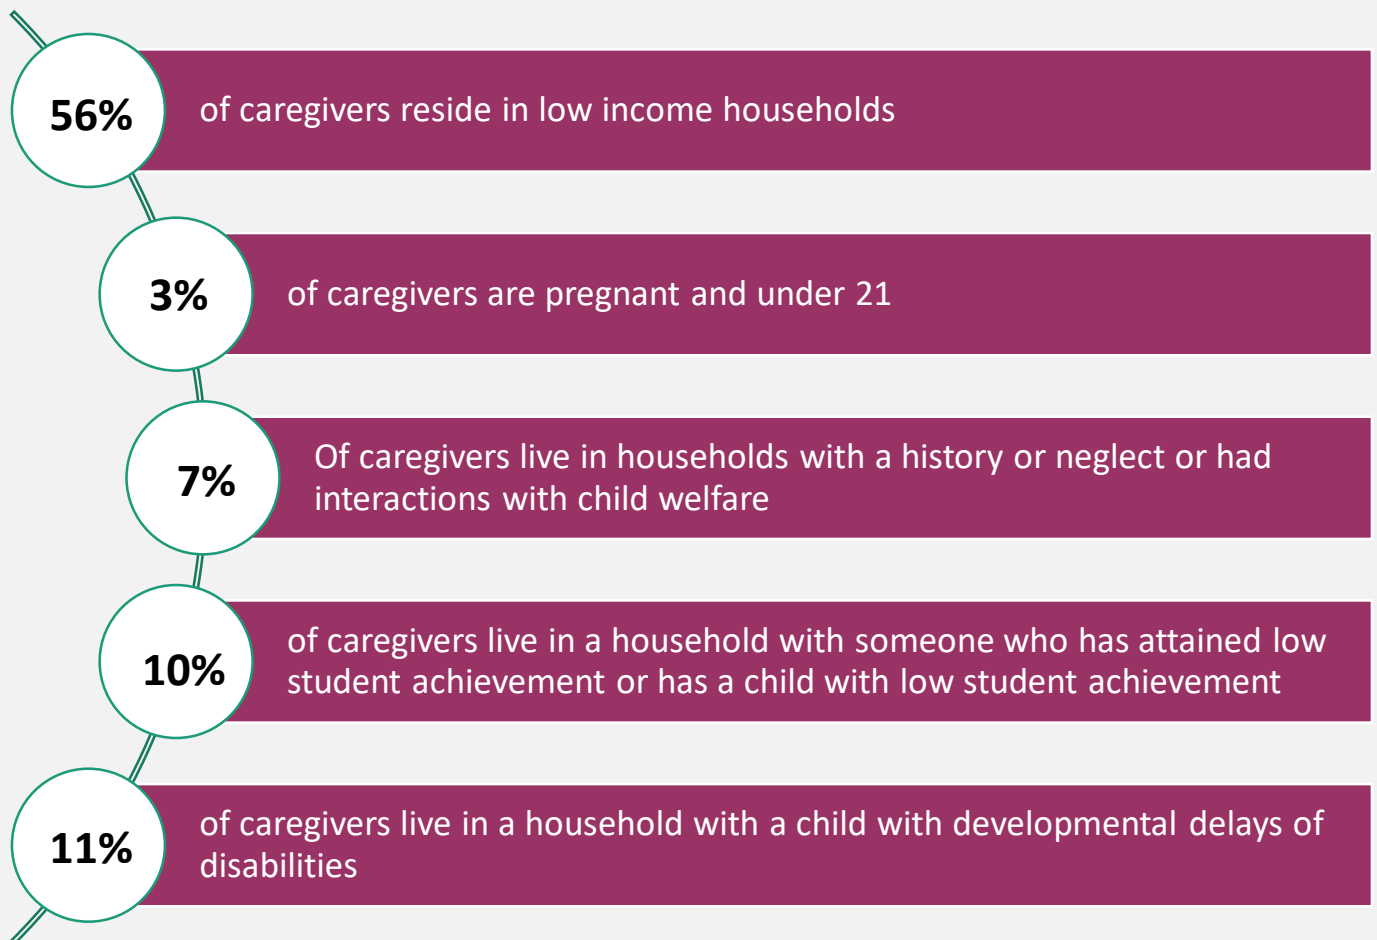 56%
of caregivers reside in low income households
3%
of caregivers are pregnant and under 21
7%
Of caregivers live in households with a history or neglect or had
interactions with child welfare
10%
of caregivers live in a household with someone who has attained low
student achievement or has a child with low student achievement
11%
of caregivers live in a household with a child with developmental delays of
disabilities